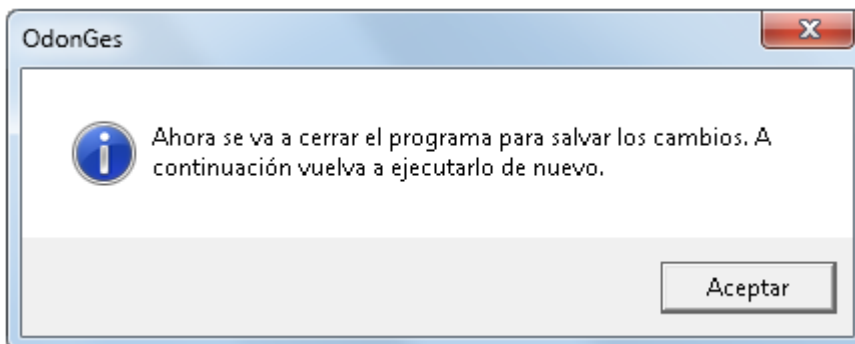 OdonGes
Ahora se va a cerrar el programa para salvar los cambios. A
continuación vuelva a ejecutarlo de nuevo.
Aceptar